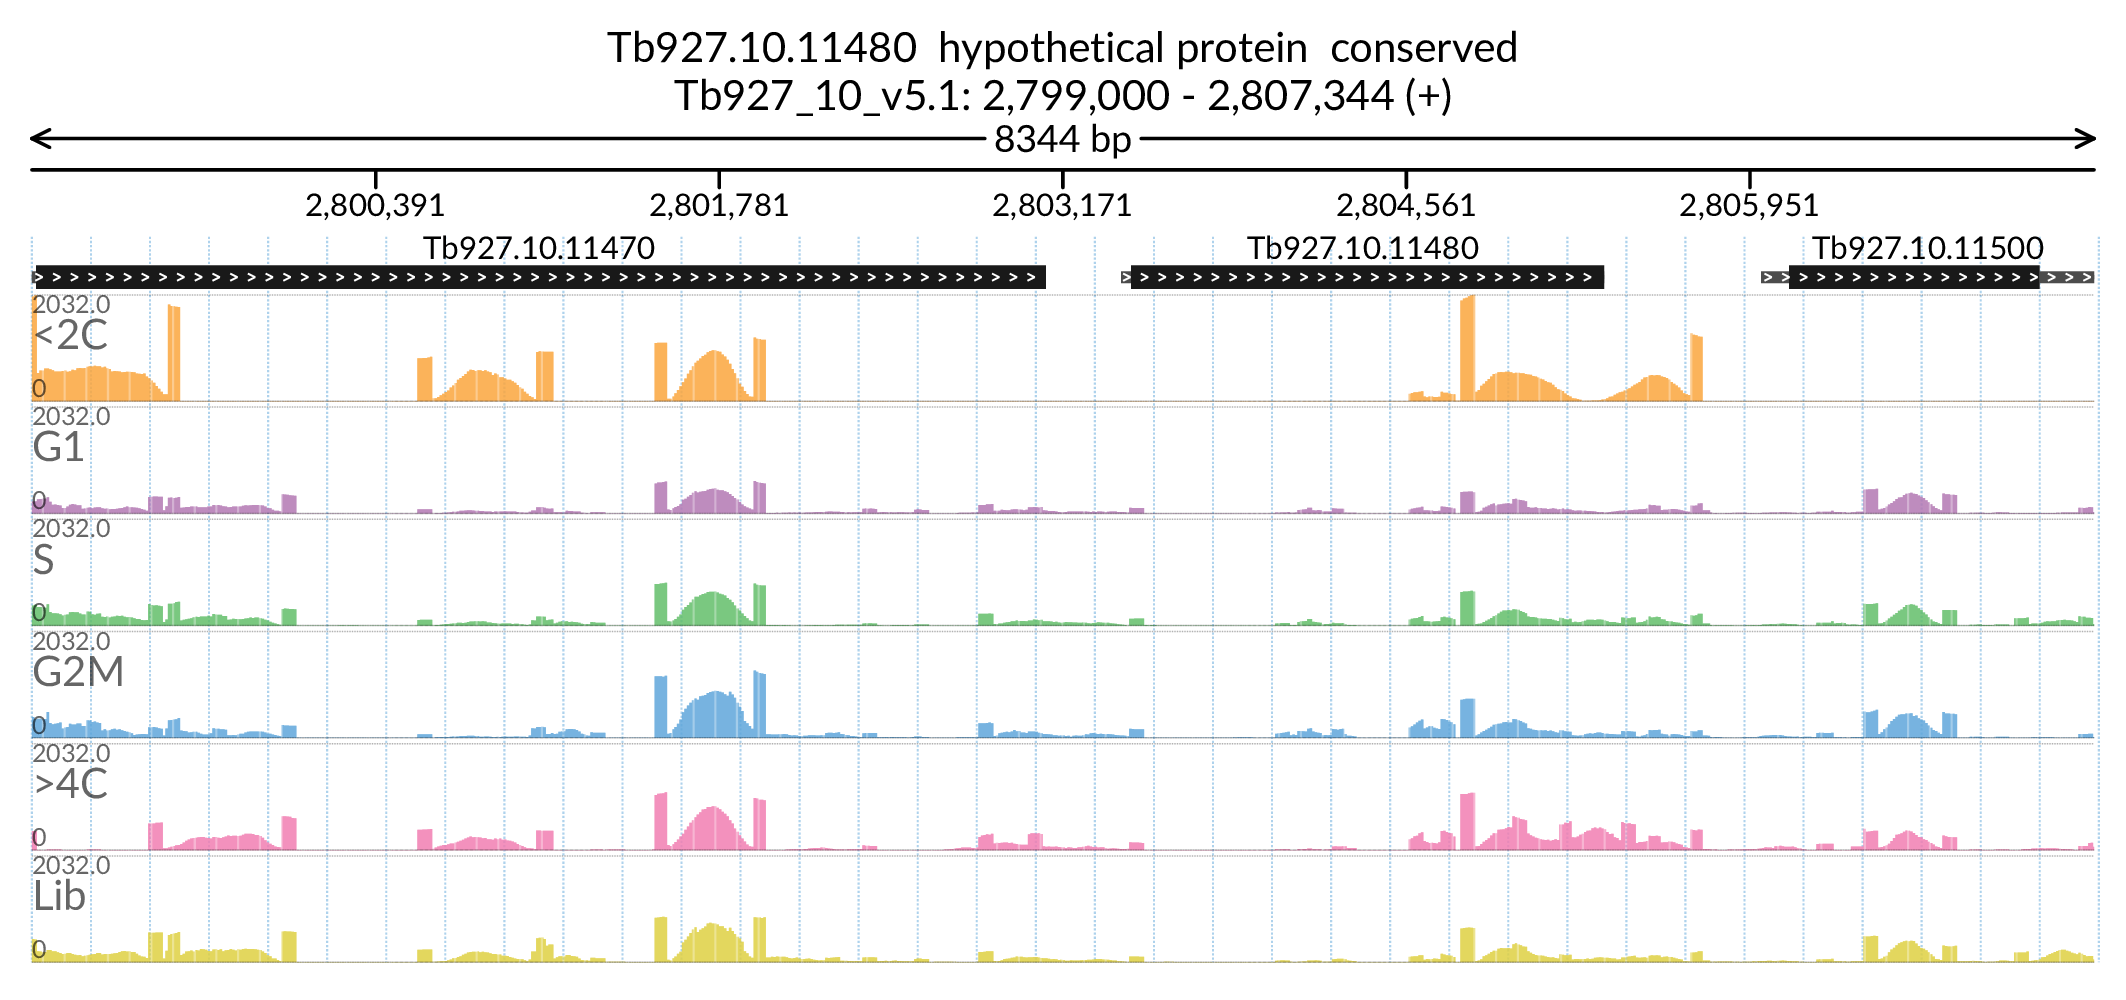 Tb927.10.11480  hypothetical protein  conserved
Tb927_10_v5.1: 2,799,000 - 2,807,344 (+)
8344 bp
2,800,391 2,801,781 2,803,171 2,804,561 2,805,951
Tb927.10.11470 Tb927.10.11480 Tb927.10.11500
2032.0
<2C
0
2032.0
G1
0
2032.0
S
0
2032.0
G2M
0
2032.0
>4C
0
2032.0
Lib
0